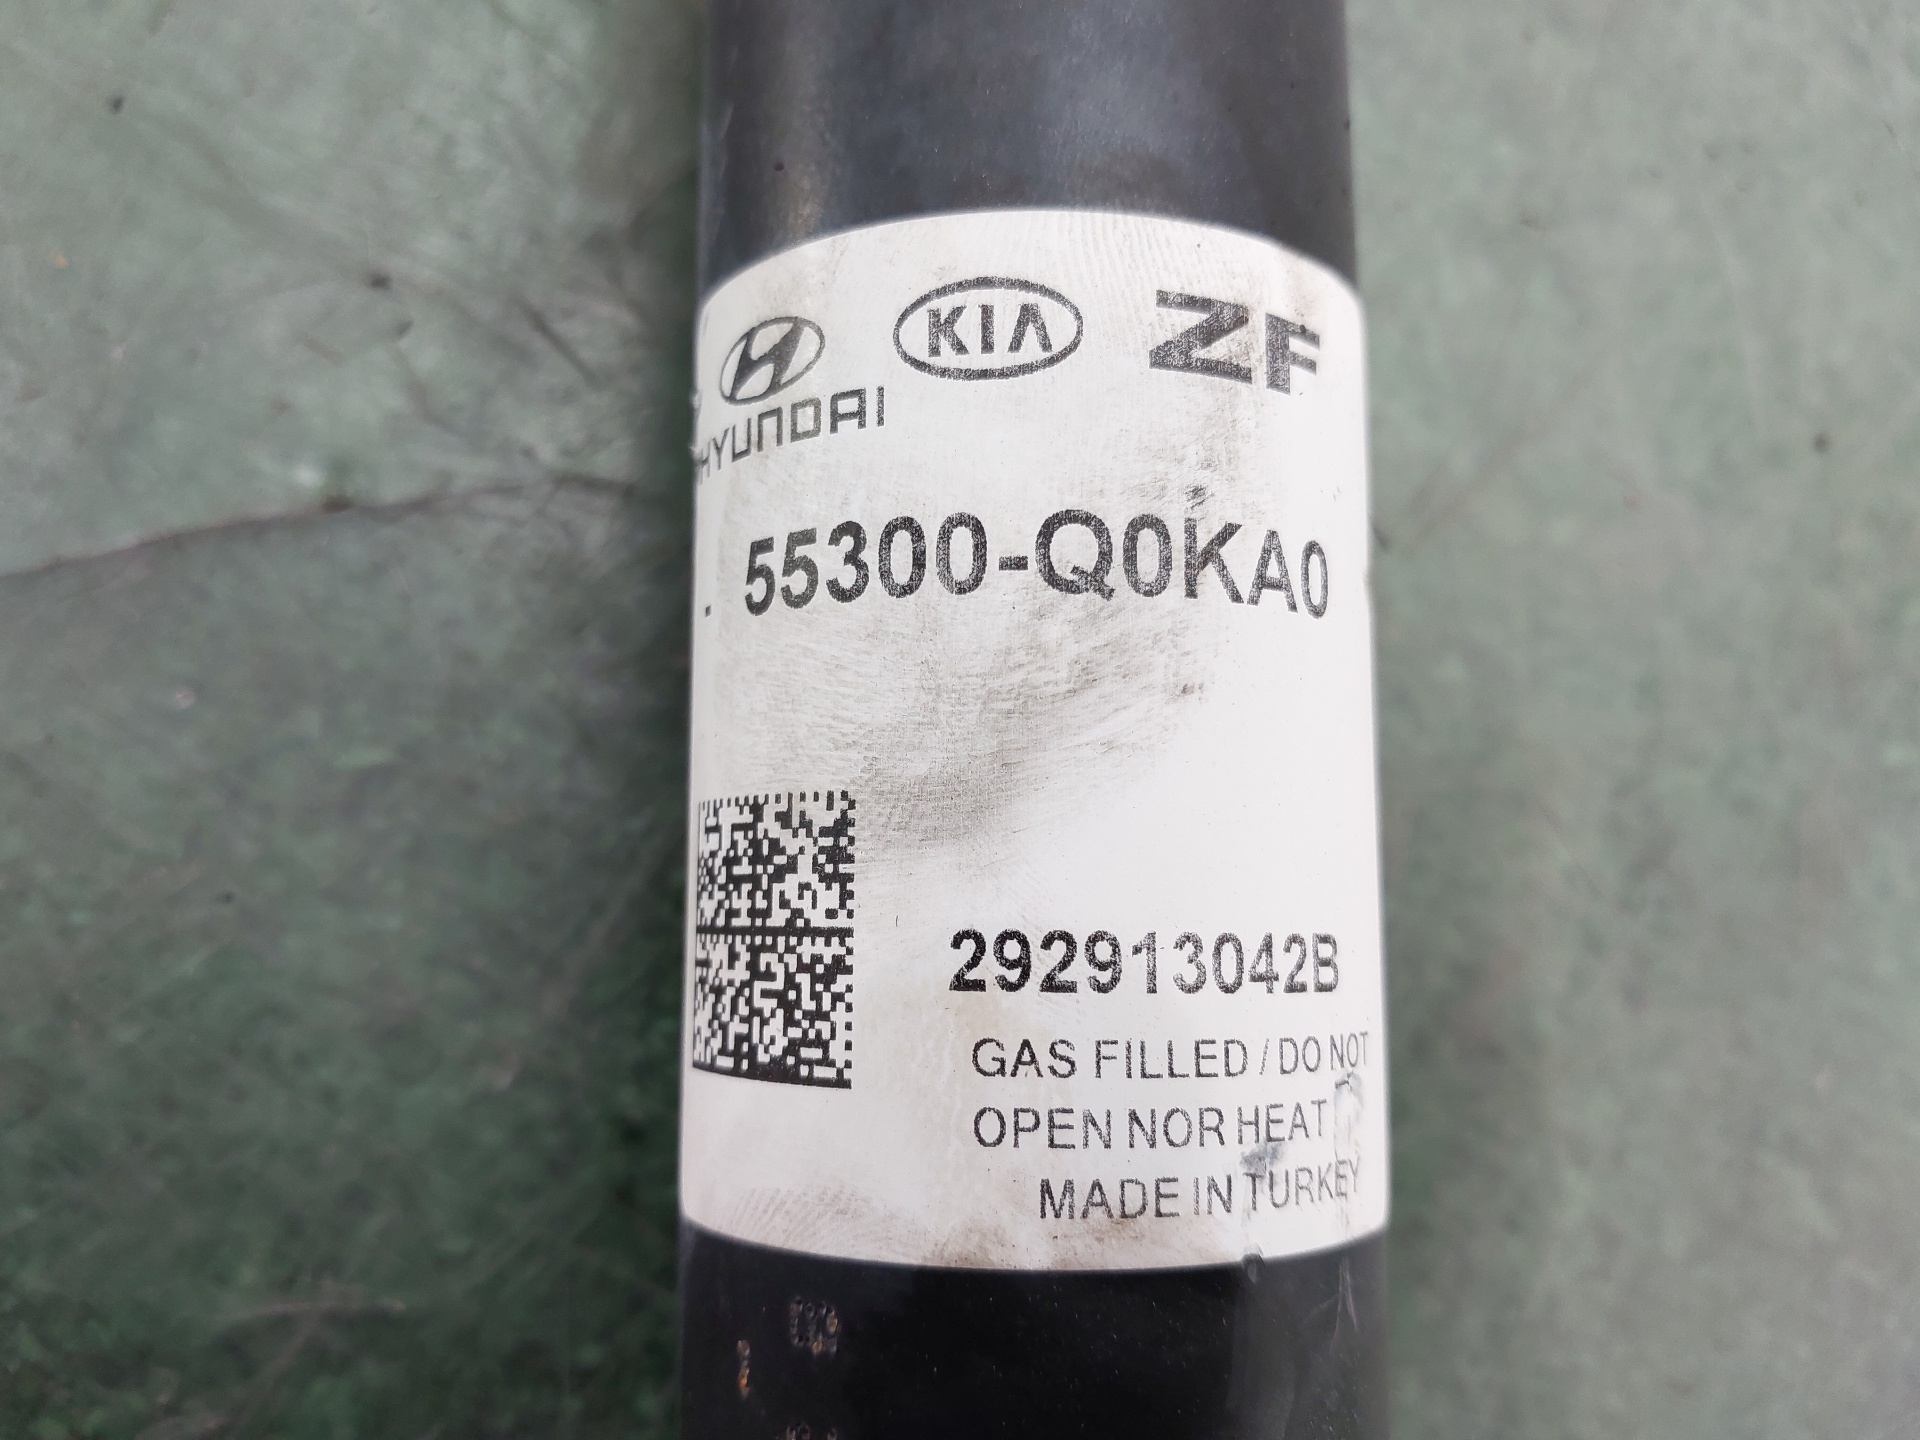 KIA ZF
HYUNDAI
. 55300-Q0KA0
292913042B
GAS FILLED / DO NOT
OPEN NOR HEAT
MADE IN TURKEY